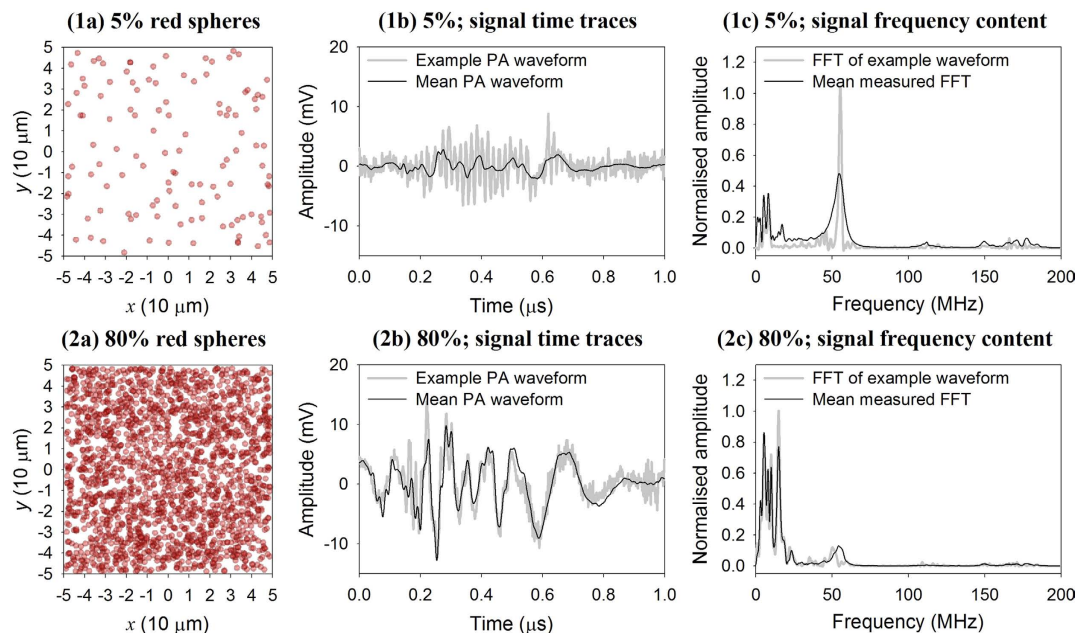 (1a) 5% red spheres
(1b) 5%; signal time traces
(1c) 5%; signal frequency content
5
4
3
2
1
0
-1
-2
-3
-4
-5
y (10 μm)
-5 -4 -3 -2 -1 0 1 2 3 4 5
x (10 μm)
20
10
0
-10
Amplitude (mV)
Example PA waveform
Mean PA waveform
0.0 0.2 0.4 0.6 0.8 1.0
Time (μs)
1.2
1.0
0.8
0.6
0.4
0.2
0.0
Normalised amplitude
FFT of example waveform
Mean measured FFT
0 50 100 150 200
Frequency (MHz)
(2a) 80% red spheres
(2b) 80%; signal time traces
(2c) 80%; signal frequency content
5
4
3
2
1
0
-1
-2
-3
-4
-5
y (10 μm)
-5 -4 -3 -2 -1 0 1 2 3 4 5
x (10 μm)
20
10
0
-10
Amplitude (mV)
Example PA waveform
Mean PA waveform
0.0 0.2 0.4 0.6 0.8 1.0
Time (μs)
1.2
1.0
0.8
0.6
0.4
0.2
0.0
Normalised amplitude
FFT of example waveform
Mean measured FFT
0 50 100 150 200
Frequency (MHz)